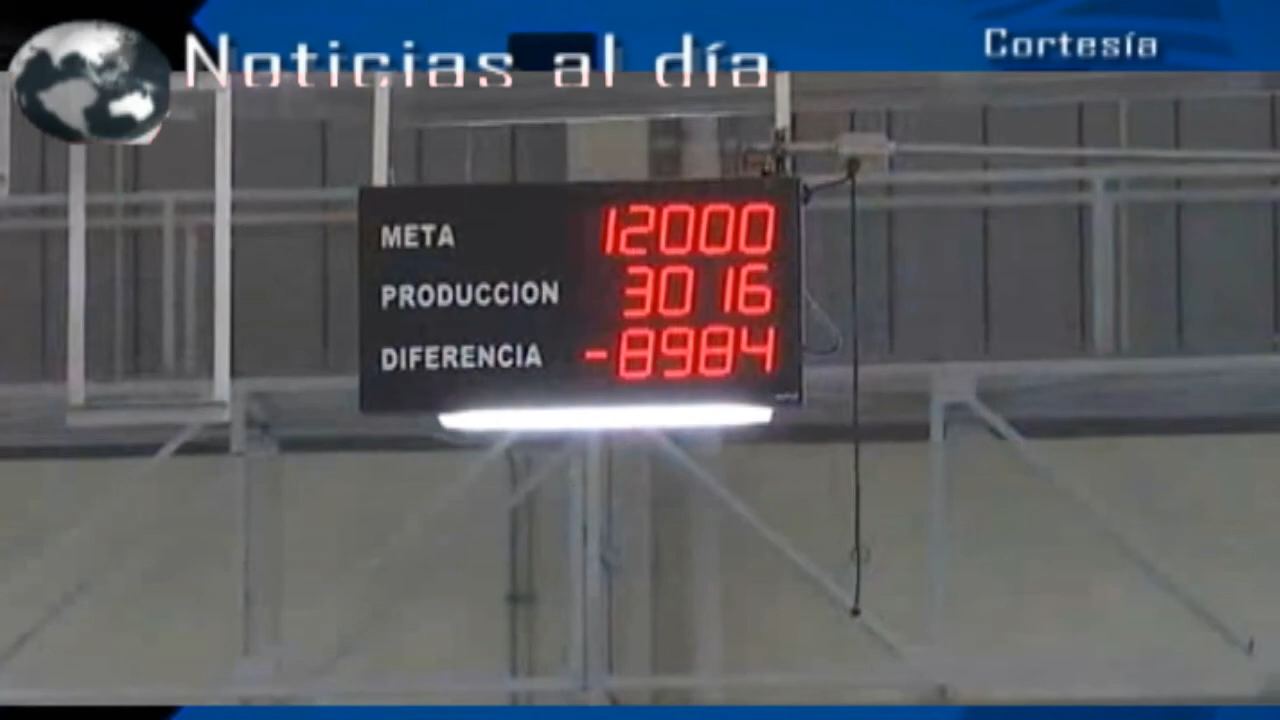 Noticias al día
Cortesía
META 12000
PRODUCCION 3016
DIFERENCIA -8984